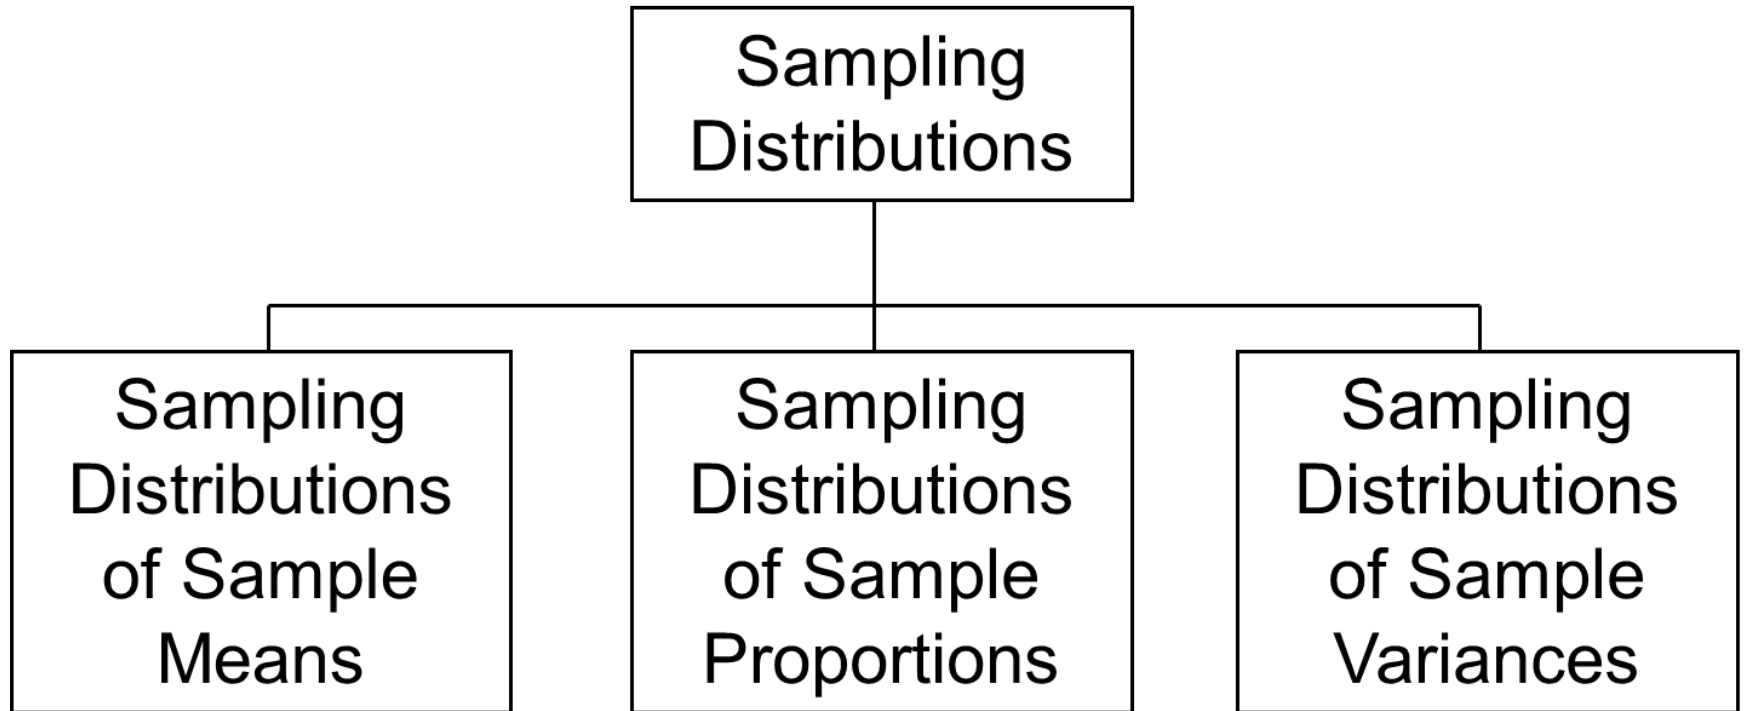 Sampling
Distributions
Sampling
Distributions
of Sample
Means
Sampling
Distributions
of Sample
Proportions
Sampling
Distributions
of Sample
Variances